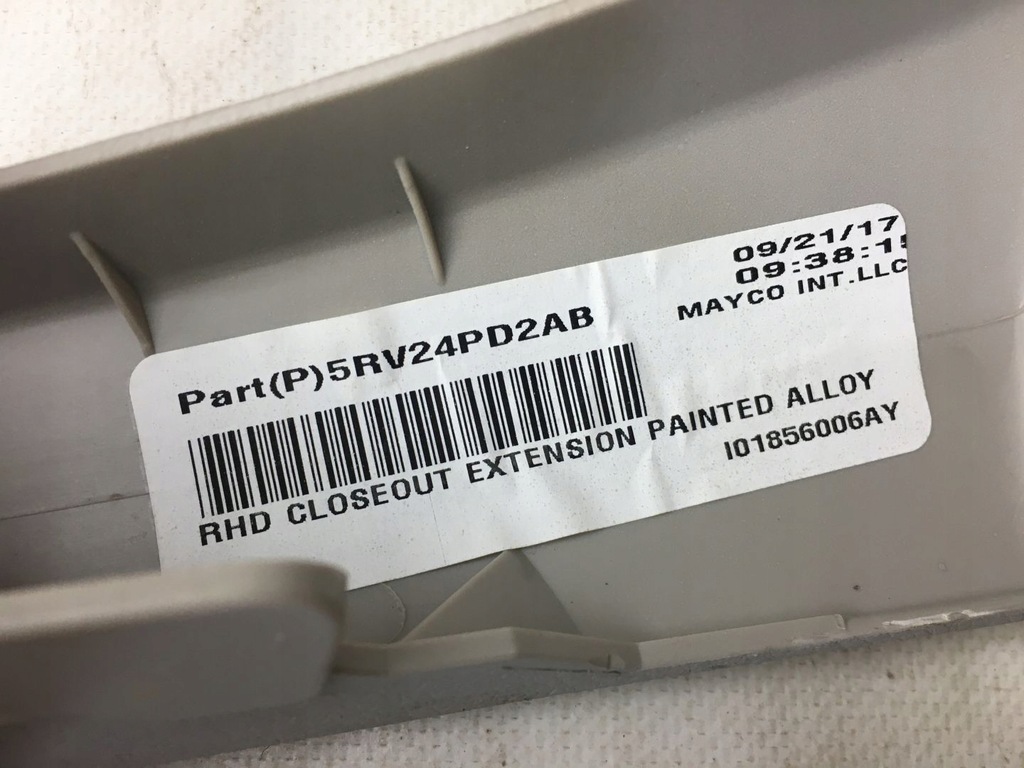 09/21/17
09:38:15
MAYCO INT.LLC
Part(P)5RV24PD2AB
RHD CLOSEOUT EXTENSION PAINTED ALLOY
I01856006AY